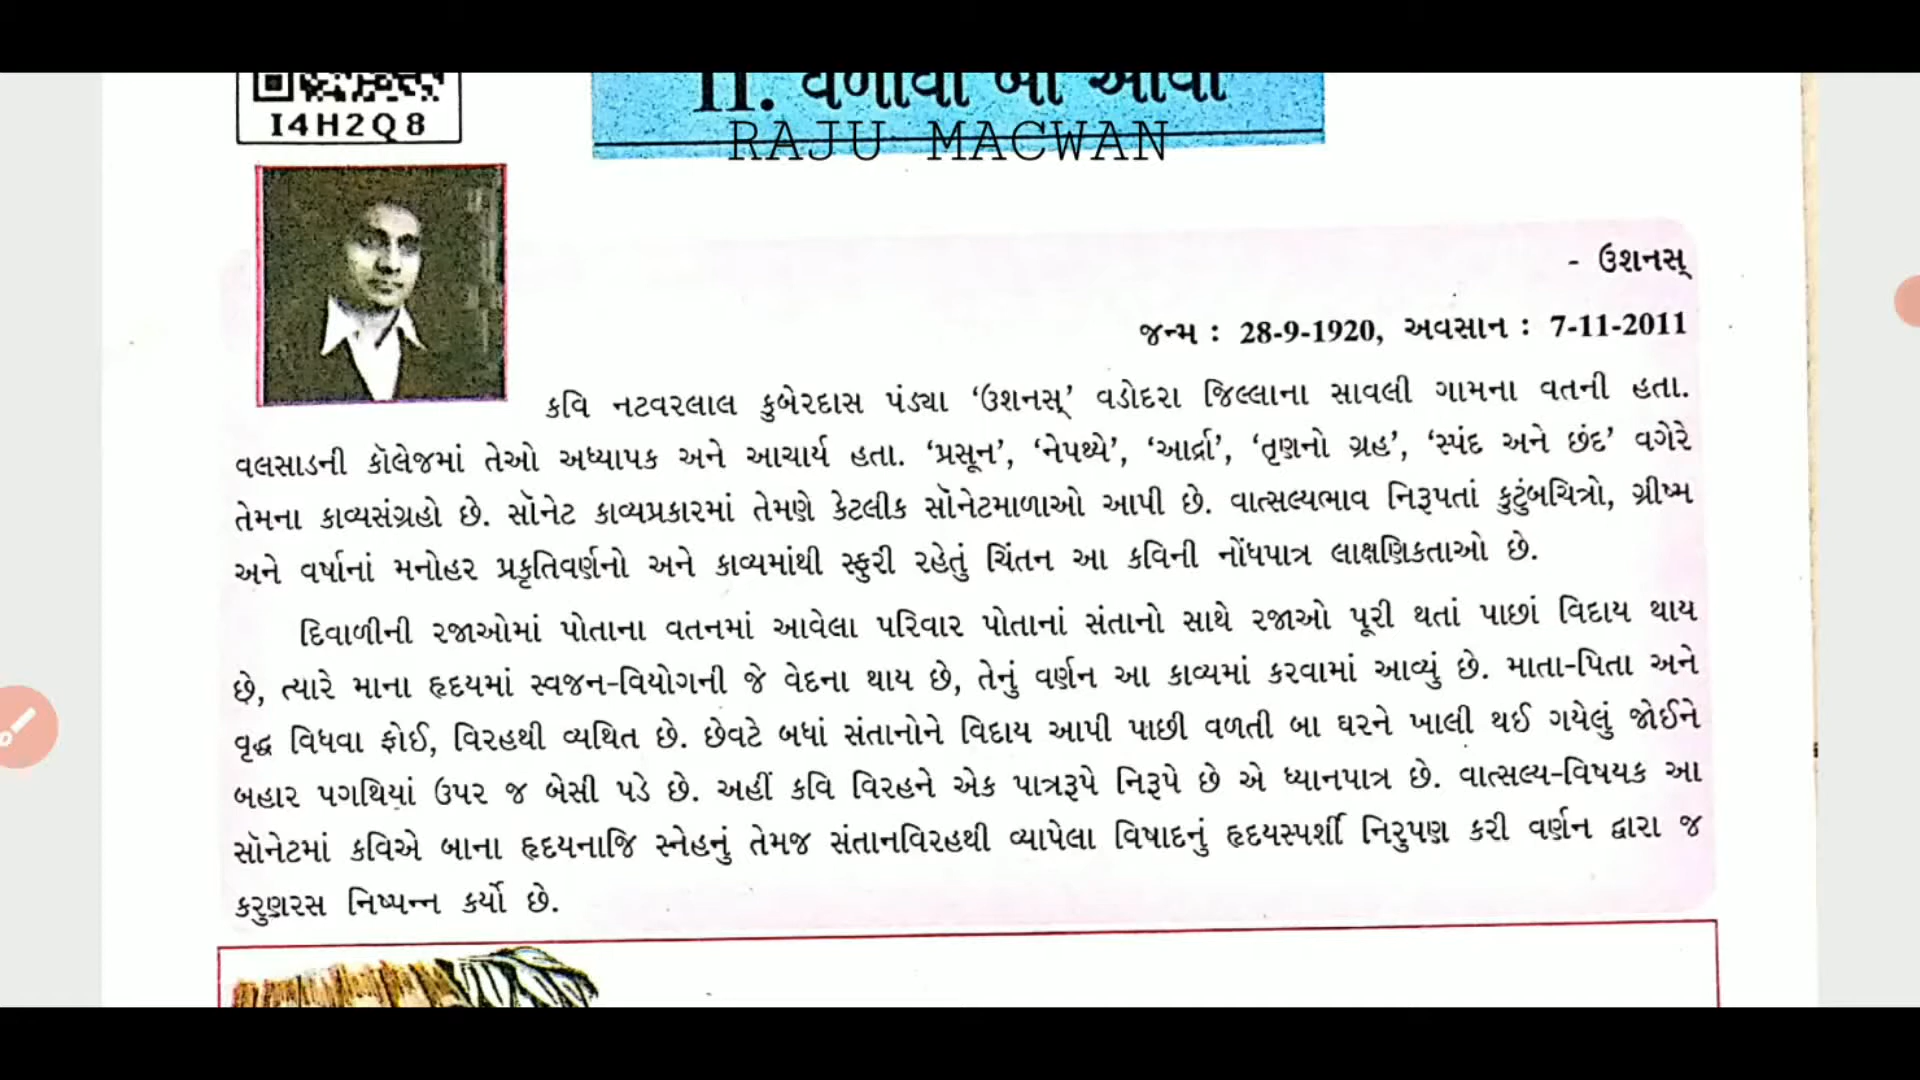 I4H2Q8
11. વળાવી બા આવી
RAJU MACWAN
- ઉશનસ્
જન્મ : 28-9-1920, અવસાન : 7-11-2011
કવિ નટવરલાલ કુબેરદાસ પંડ્યા ‘ઉશનસ્’ વડોદરા જિલ્લાના સાવલી ગામના વતની હતા.
વલસાડની કૉલેજમાં તેઓ અધ્યાપક અને આચાર્ય હતા. ‘પ્રસૂન’, ‘નેપથ્યે’, ‘આર્દ્રા’, ‘તૃણનો ગ્રહ’, ‘સ્પંદ અને છંદ’ વગેરે
તેમના કાવ્યસંગ્રહો છે. સૉનેટ કાવ્યપ્રકારમાં તેમણે કેટલીક સૉનેટમાળાઓ આપી છે. વાત્સલ્યભાવ નિરૂપતાં કુટુંબચિત્રો, ગ્રીષ્મ
અને વર્ષાનાં મનોહર પ્રકૃતિવર્ણનો અને કાવ્યમાંથી સ્ફુરી રહેતું ચિંતન આ કવિની નોંધપાત્ર લાક્ષણિકતાઓ છે.
દિવાળીની રજાઓમાં પોતાના વતનમાં આવેલા પરિવાર પોતાનાં સંતાનો સાથે રજાઓ પૂરી થતાં પાછાં વિદાય થાય
છે, ત્યારે માના હૃદયમાં સ્વજન-વિયોગની જે વેદના થાય છે, તેનું વર્ણન આ કાવ્યમાં કરવામાં આવ્યું છે. માતા-પિતા અને
વૃદ્ધ વિધવા ફોઈ, વિરહથી વ્યથિત છે. છેવટે બધાં સંતાનોને વિદાય આપી પાછી વળતી બા ઘરને ખાલી થઈ ગયેલું જોઈને
બહાર પગથિયાં ઉપર જ બેસી પડે છે. અહીં કવિ વિરહને એક પાત્રરૂપે નિરૂપે છે એ ધ્યાનપાત્ર છે. વાત્સલ્ય-વિષયક આ
સૉનેટમાં કવિએ બાના હૃદયનાજિ સ્નેહનું તેમજ સંતાનવિરહથી વ્યાપેલા વિષાદનું હૃદયસ્પર્શી નિરુપણ કરી વર્ણન દ્વારા જ
કરુણરસ નિષ્પન્ન કર્યો છે.